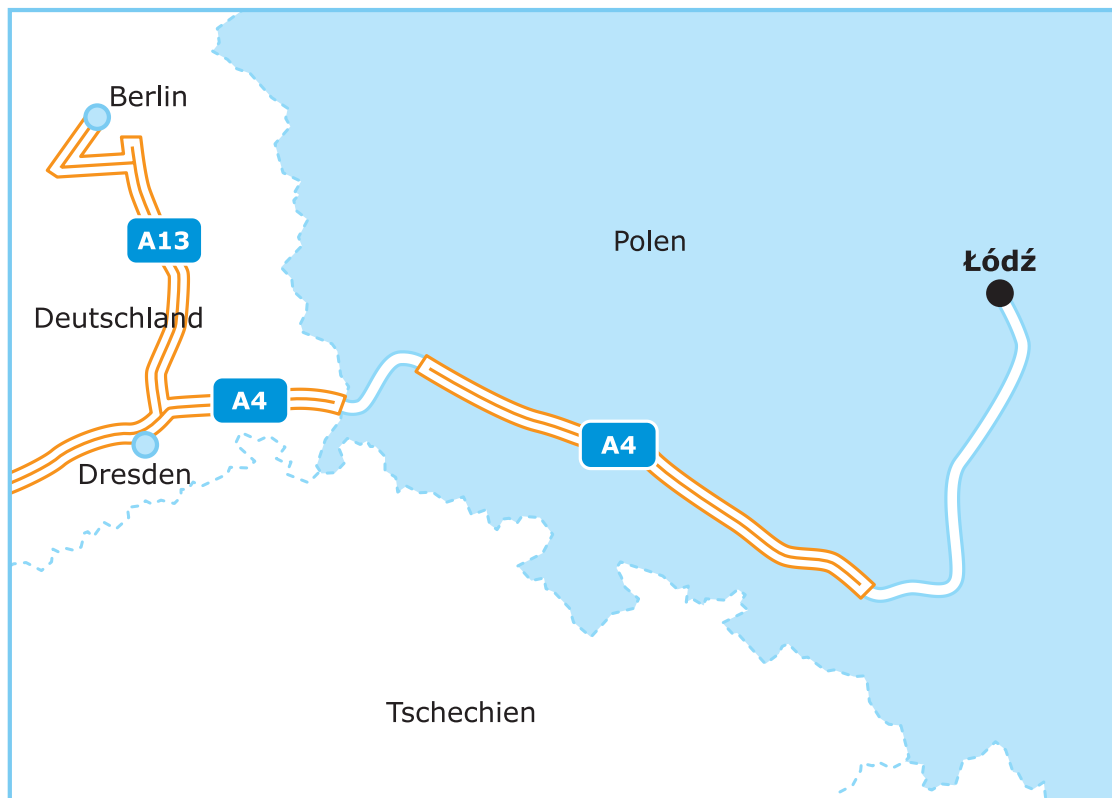 Berlin
A13
Polen
Łódź
Deutschland
A4
A4
Dresden
Tschechien